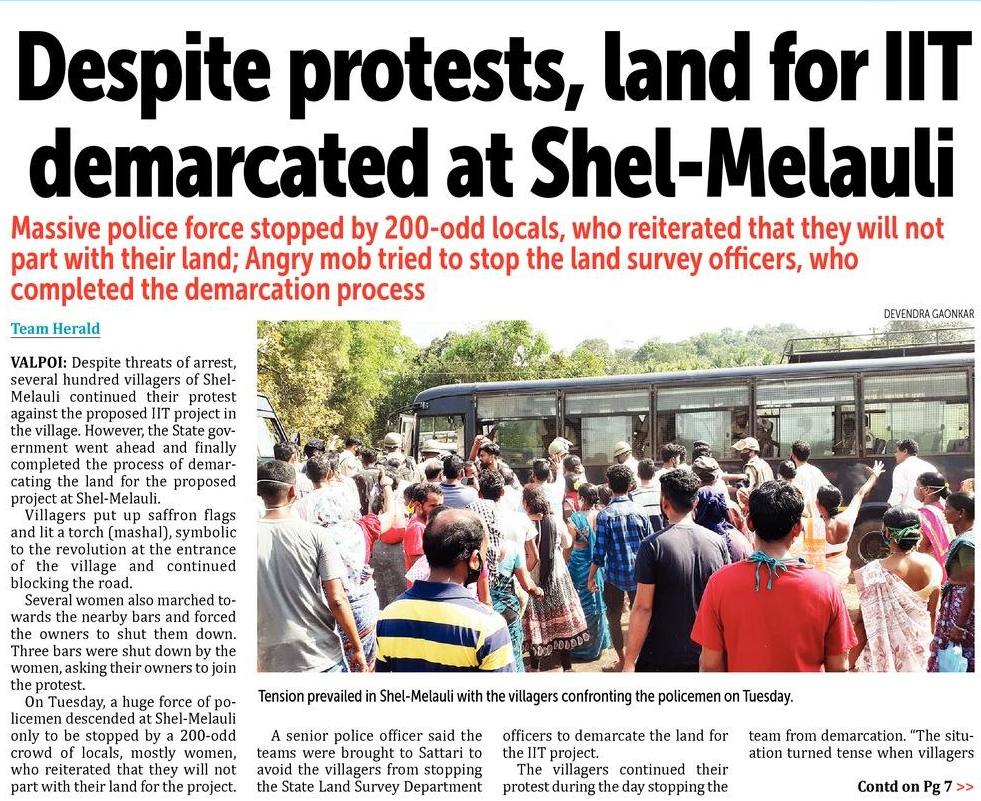 Despite protests, land for IIT
demarcated at Shel-Melauli
Massive police force stopped by 200-odd locals, who reiterated that they will not
part with their land; Angry mob tried to stop the land survey officers, who
completed the demarcation process
DEVENDRA GAONKAR
Team Herald
VALPOI: Despite threats of arrest,
several hundred villagers of Shel-
Melauli continued their protest
against the proposed IIT project in
the village. However, the State gov-
ernment went ahead and finally
completed the process of demar-
cating the land for the proposed
project at Shel-Melauli.
Villagers put up saffron flags
and lit a torch (mashal), symbolic
to the revolution at the entrance
of the village and continued
blocking the road.
Several women also marched to-
wards the nearby bars and forced
the owners to shut them down.
Three bars were shut down by the
women, asking their owners to join
the protest.
On Tuesday, a huge force of po-
licemen descended at Shel-Melauli
only to be stopped by a 200-odd
crowd of locals, mostly women,
who reiterated that they will not
part with their land for the project.
Tension prevailed in Shel-Melauli with the villagers confronting the policemen on Tuesday.
A senior police officer said the
teams were brought to Sattari to
avoid the villagers from stopping
the State Land Survey Department
officers to demarcate the land for
the IIT project.
The villagers continued their
protest during the day stopping the
team from demarcation. “The situ-
ation turned tense when villagers
Contd on Pg 7 >>